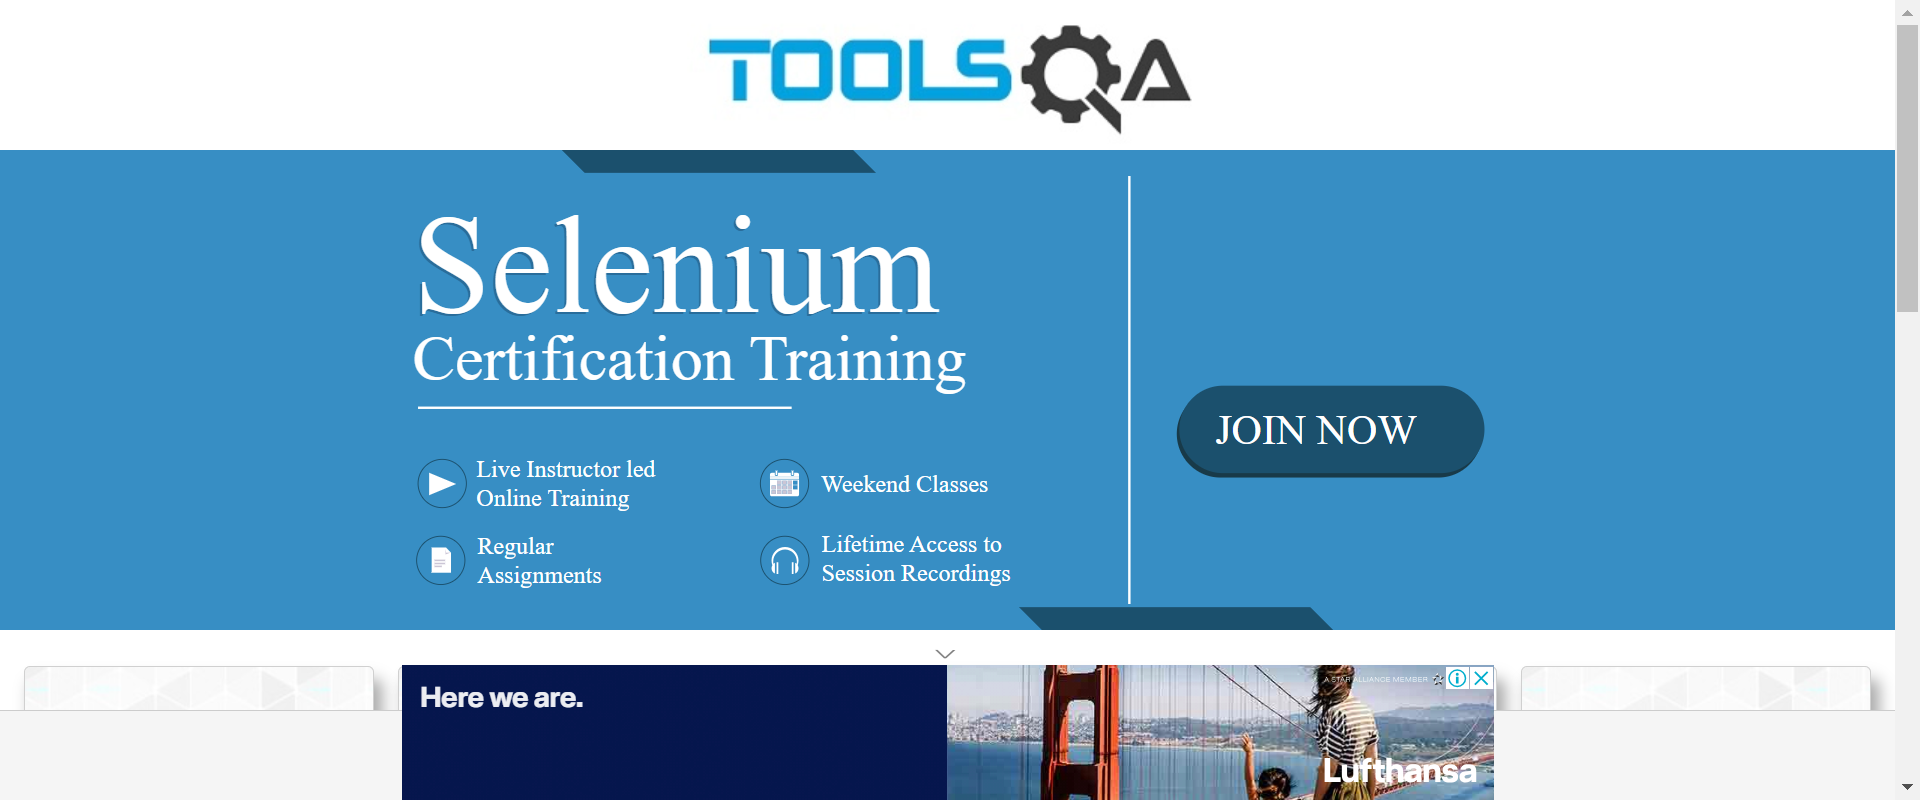 TOOLSQA
Selenium
Certification Training
Live Instructor led
Online Training
Weekend Classes
Regular
Assignments
Lifetime Access to
Session Recordings
JOIN NOW
Here we are.
A STAR ALLIANCE MEMBER
Lufthansa